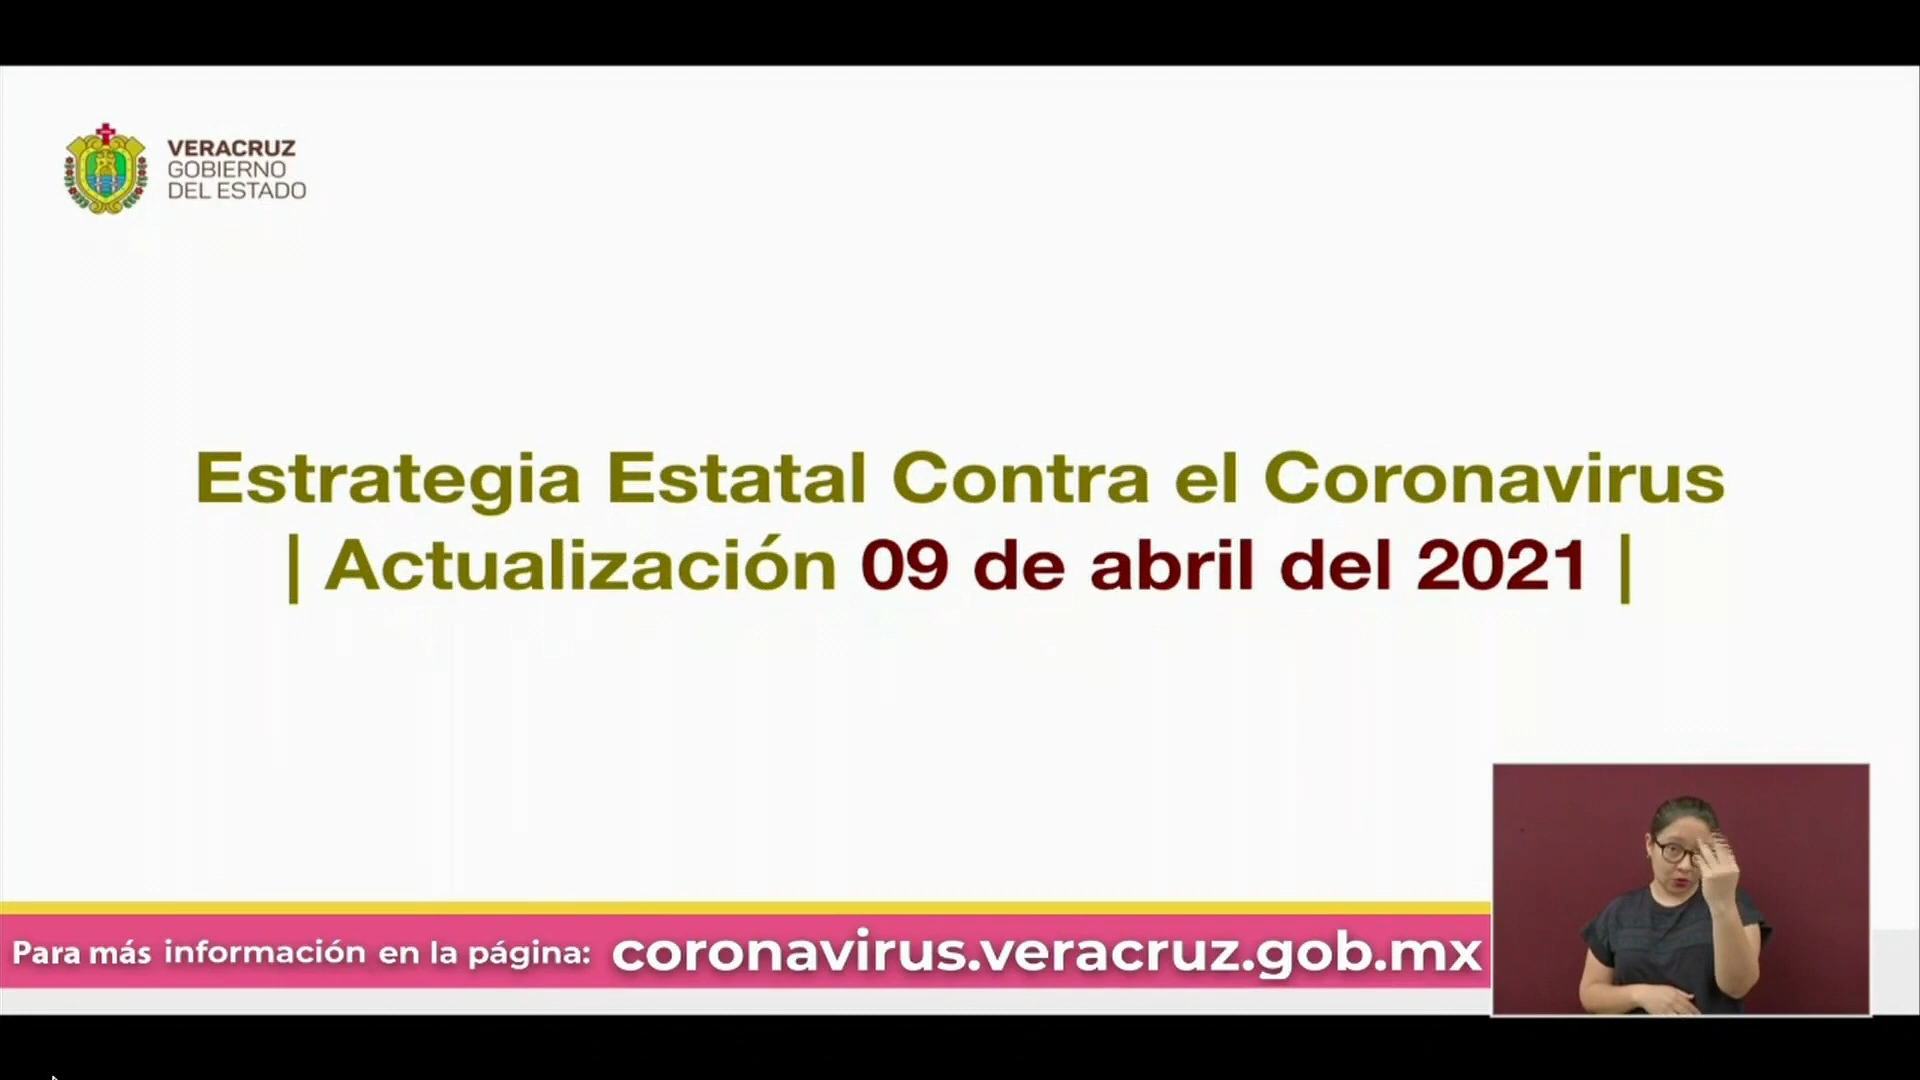 VERACRUZ
GOBIERNO
DEL ESTADO
Estrategia Estatal Contra el Coronavirus
| Actualización 09 de abril del 2021 |
Para más información en la página: coronavirus.veracruz.gob.mx